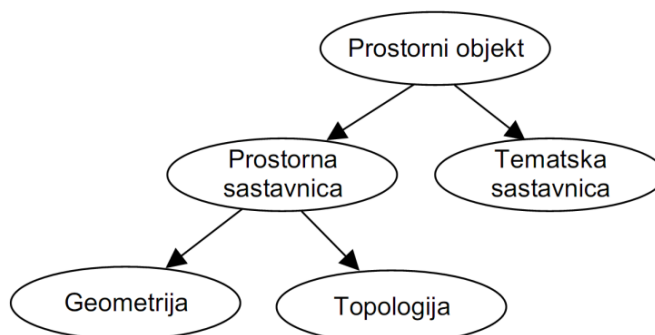 Prostorni objekt
Prostorna
sastavnica
Tematska
sastavnica
Geometrija
Topologija